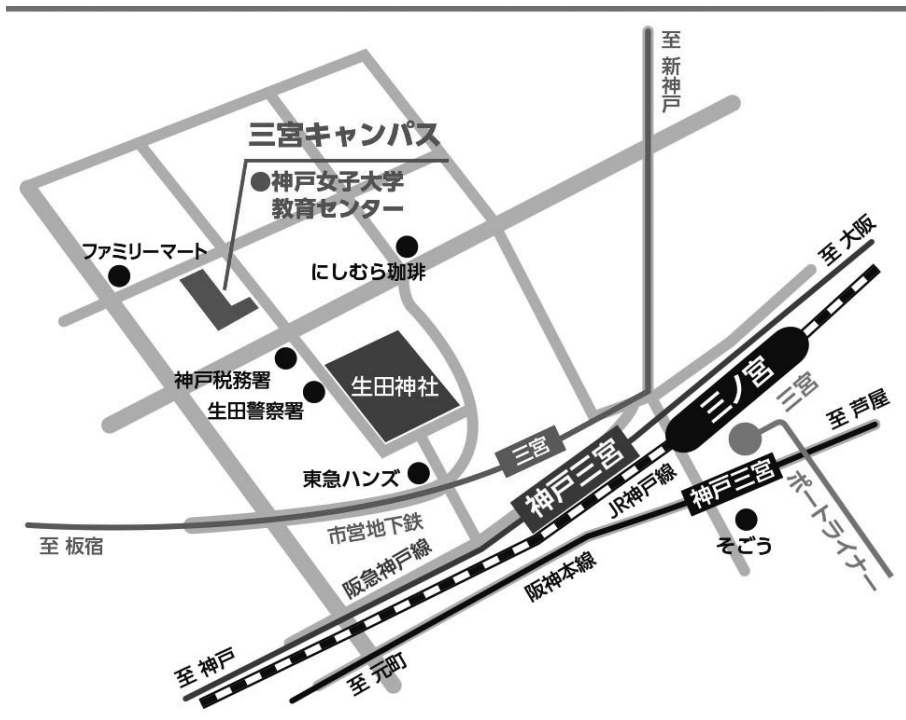 至 新神戸
三宮キャンパス
●神戸女子大学
教育センター
至 大阪
ファミリーマート
にしむら珈琲
神戸税務署
生田神社
三ノ宮
三宮
生田警察署
至 芦屋
三宮
神戸三宮
東急ハンズ
JR神戸線
神戸三宮
ポートライナー
市営地下鉄
そごう
至 板宿
阪急神戸線
阪神本線
至 神戸
至 元町